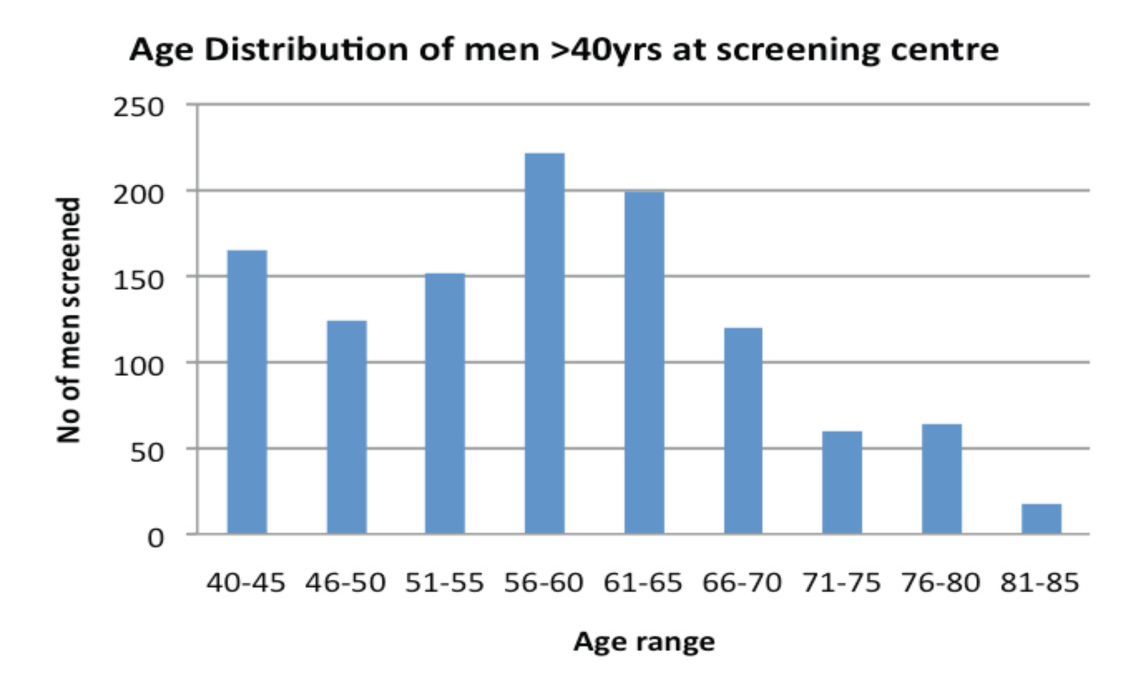 Age Distribution of men >40yrs at screening centre
250
200
150
100
50
0
No of men screened
40-45 46-50 51-55 56-60 61-65 66-70 71-75 76-80 81-85
Age range